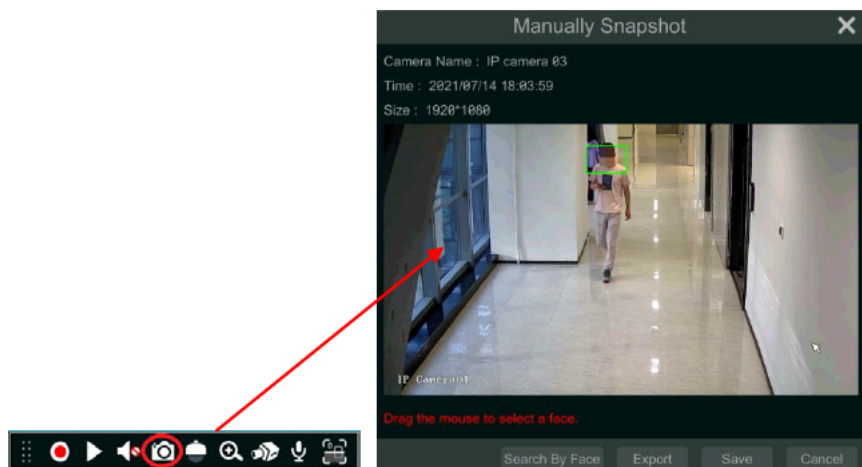 Manually Snapshot
Camera Name : IP camera 03
Time : 2021/07/14 18:03:59
Size : 1920*1080
IP Camera01
Drag the mouse to select a face.
Search By Face Export Save Cancel